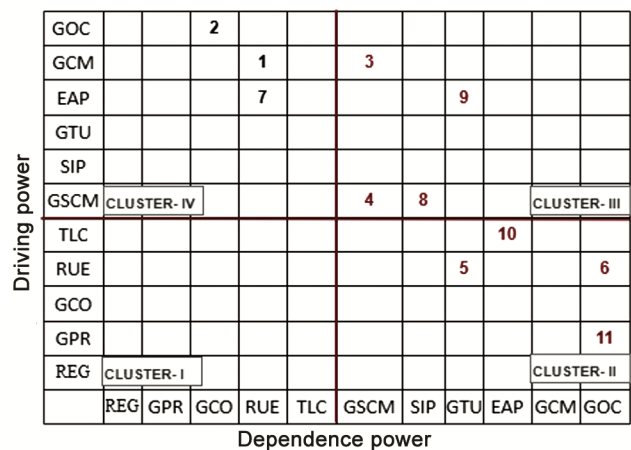 GOC 2
GCM 1 3
EAP 7 9
GTU
SIP
GSCM CLUSTER- IV 4 8 CLUSTER- III
TLC 10
RUE 5 6
GCO
GPR 11
REG CLUSTER- I CLUSTER- II
REG GPR GCO RUE TLC GSCM SIP GTU EAP GCM GOC
Driving power
Dependence power